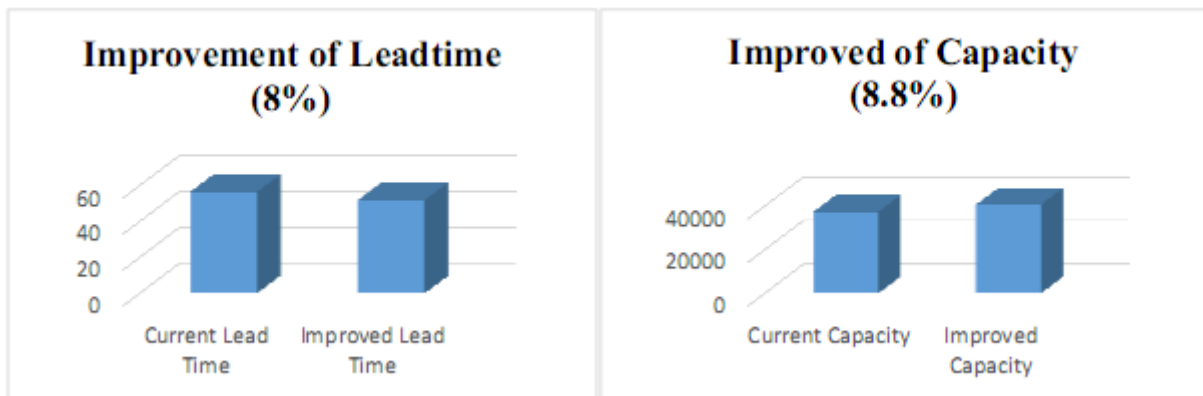 Improvement of Leadtime
(8%)
60
40
20
0
Current Lead
Time
Improved Lead
Time
Improved of Capacity
(8.8%)
40000
20000
0
Current Capacity
Improved
Capacity